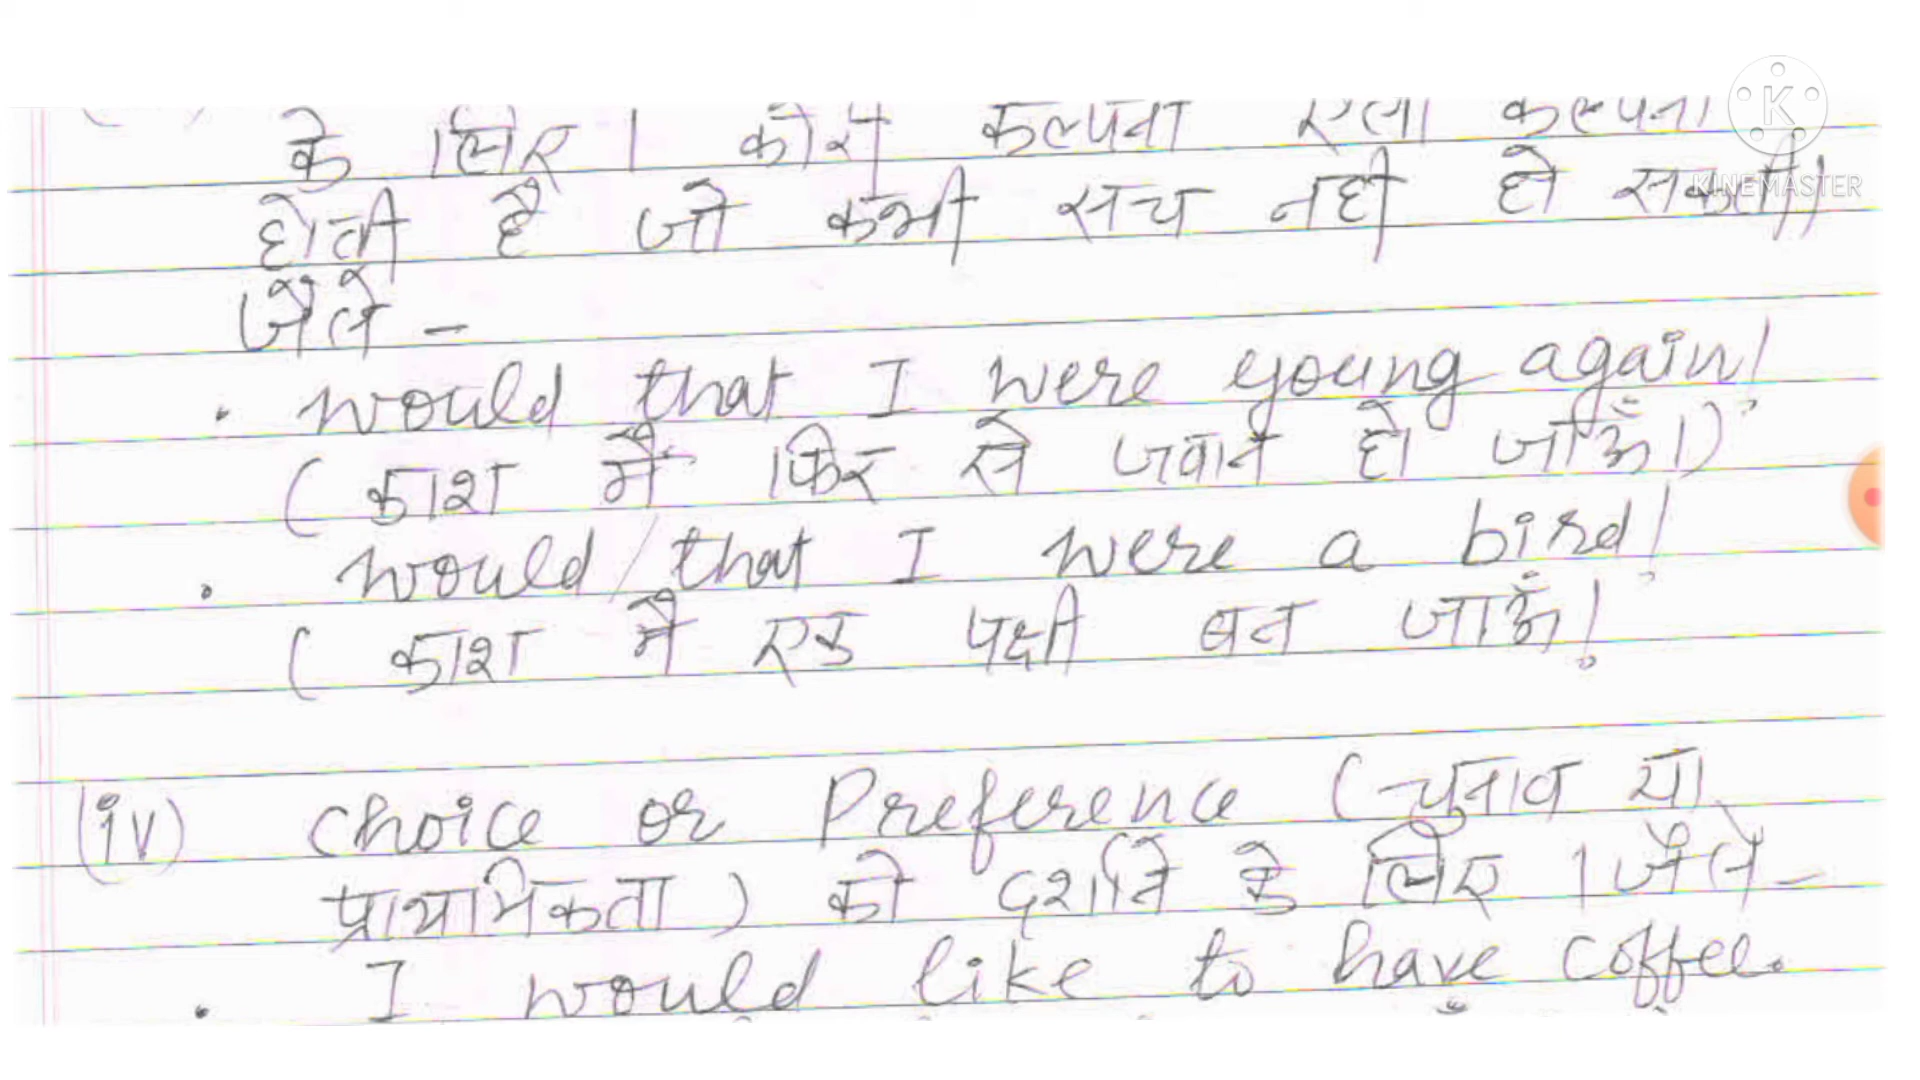 के लिए। कोरी कल्पना ऐसी कल्पना
होती है जो कभी सच नहीं हो सकती।
KINEMASTER
जैसे -
. would that I were young again!
( काश मैं फिर से जवान हो जाऊँ।)
. would that I were a bird!
( काश मैं एक पक्षी बन जाऊँ!
(iv) choice or Preference (चुनाव या
प्राथमिकता) को दर्शाने के लिए । जैसे -
. I would like to have coffee.